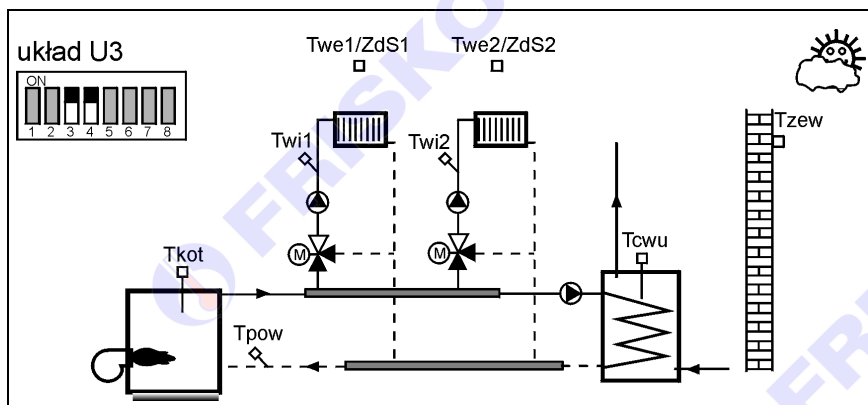 Twe1/ZdS1
Twe2/ZdS2
układ U3
ON
1 2 3 4 5 6 7 8
Tzew
Twi1
Twi2
M
M
Tkot
Tcwu
Tpow
FRISKO
FRIS